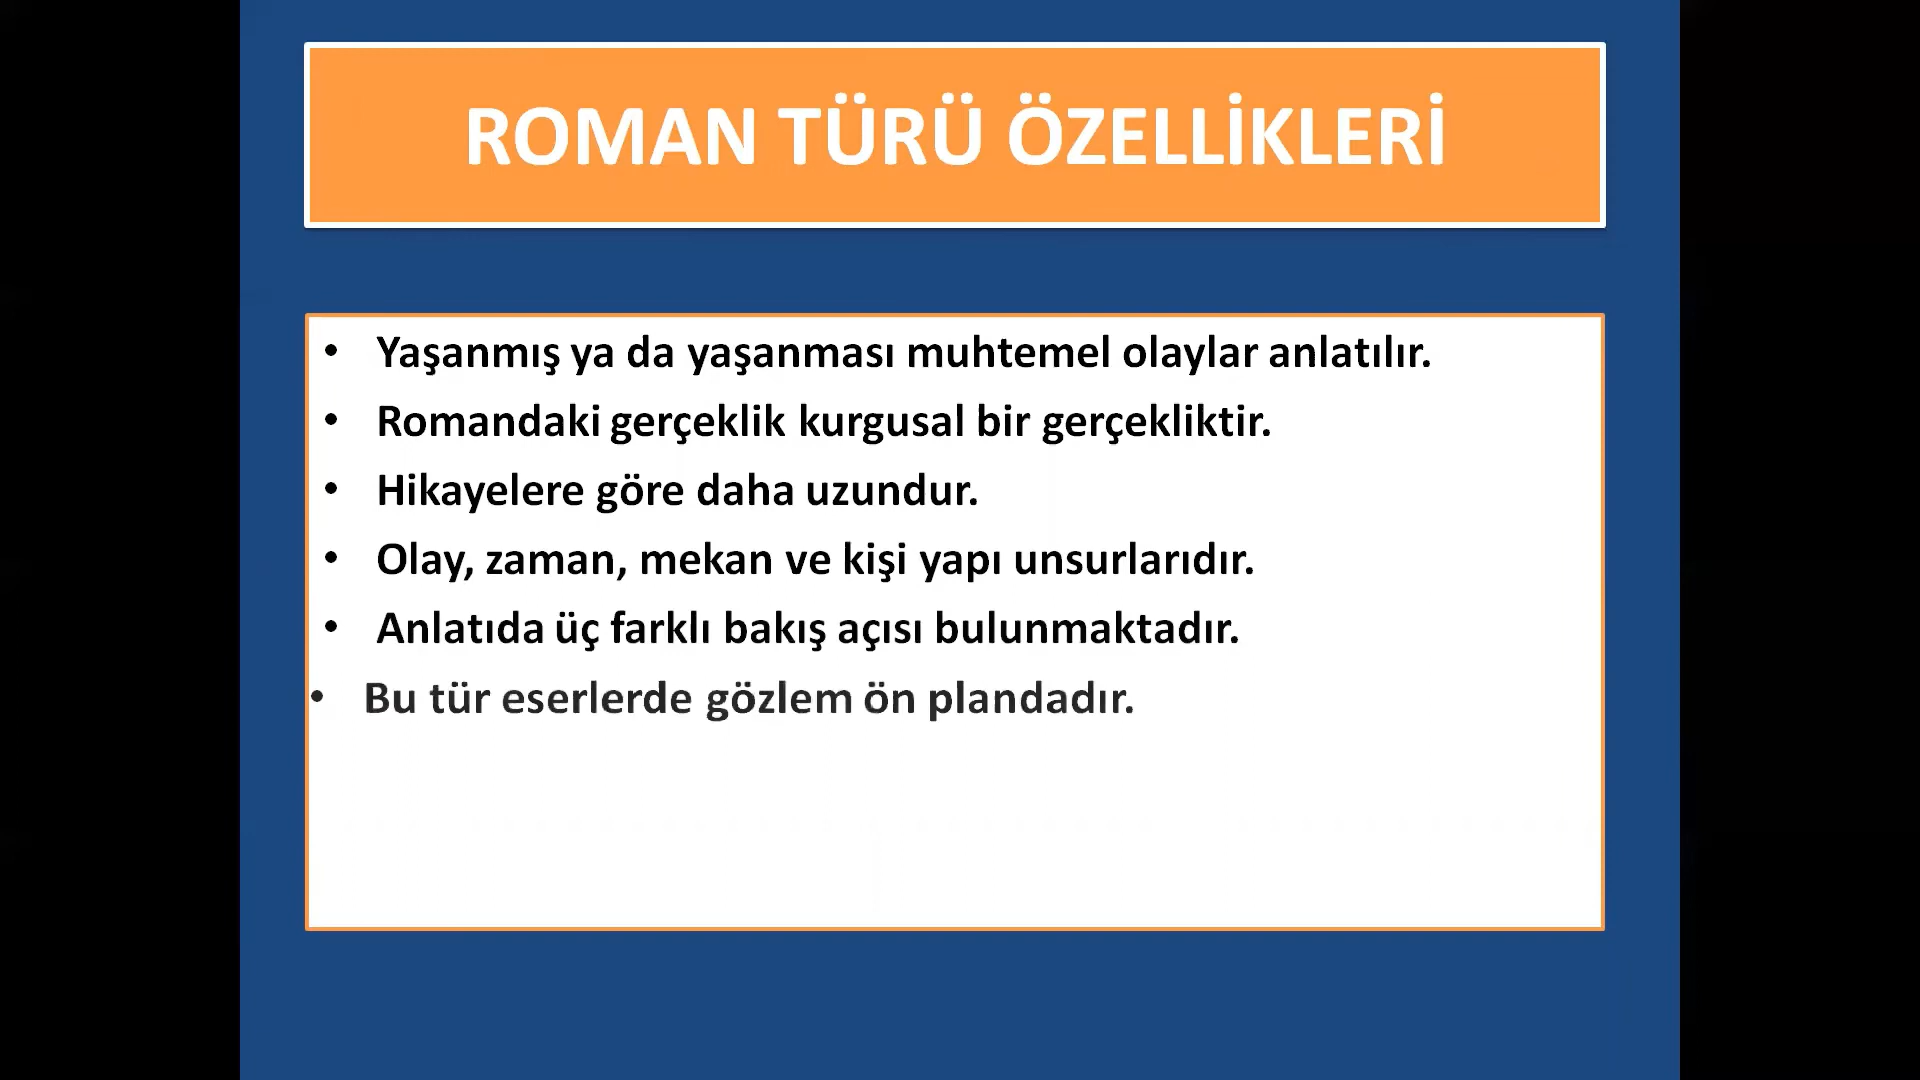 ROMAN TÜRÜ ÖZELLİKLERİ
• Yaşanmış ya da yaşanması muhtemel olaylar anlatılır.
• Romandaki gerçeklik kurgusal bir gerçekliktir.
• Hikayelere göre daha uzundur.
• Olay, zaman, mekan ve kişi yapı unsurlarıdır.
• Anlatıda üç farklı bakış açısı bulunmaktadır.
• Bu tür eserlerde gözlem ön plandadır.